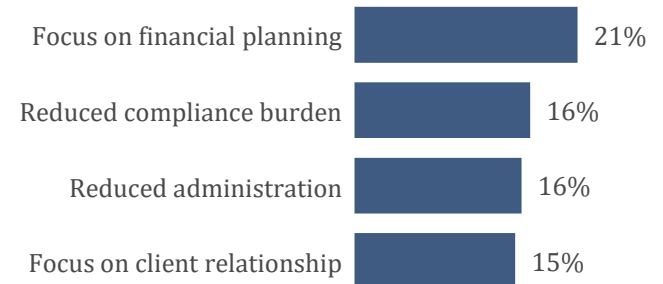 Focus on financial planning 21%
Reduced compliance burden 16%
Reduced administration 16%
Focus on client relationship 15%